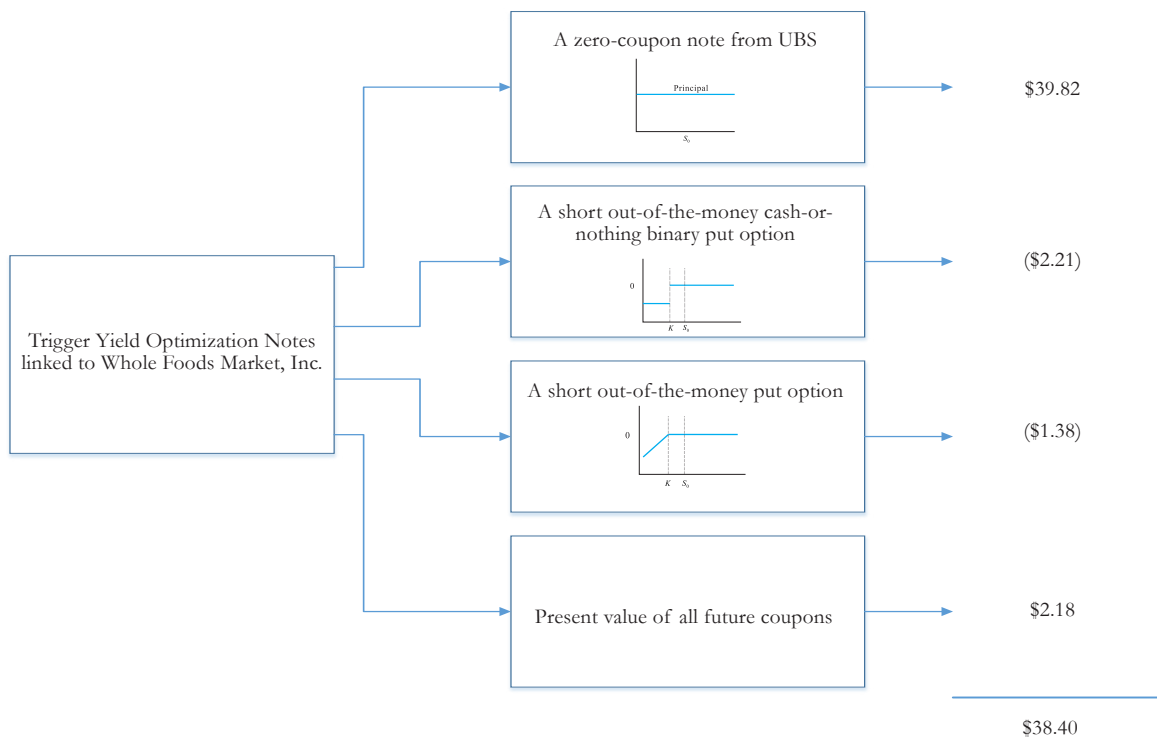 A zero-coupon note from UBS
Principal
S0
$39.82
A short out-of-the-money cash-or-
nothing binary put option
0
K
S0
($2.21)
Trigger Yield Optimization Notes
linked to Whole Foods Market, Inc.
A short out-of-the-money put option
0
K
S0
($1.38)
Present value of all future coupons
$2.18
$38.40